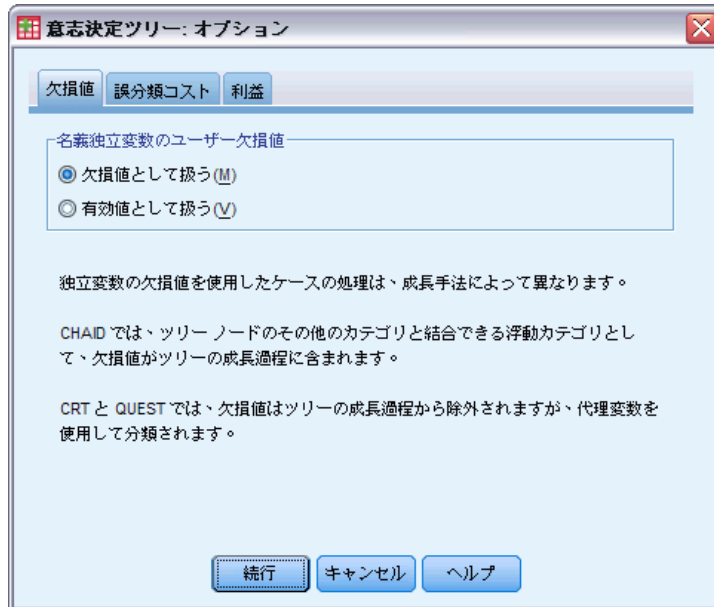 意志決定ツリー: オプション
欠損値 誤分類コスト 利益
名義独立変数のユーザー欠損値
欠損値として扱う(M)
有効値として扱う(V)
独立変数の欠損値を使用したケースの処理は、成長手法によって異なります。
CHAID では、ツリー ノードのその他のカテゴリと結合できる浮動カテゴリとし
て、欠損値がツリーの成長過程に含まれます。
CRT と QUEST では、欠損値はツリーの成長過程から除外されますが、代理変数を
使用して分類されます。
続行 キャンセル ヘルプ